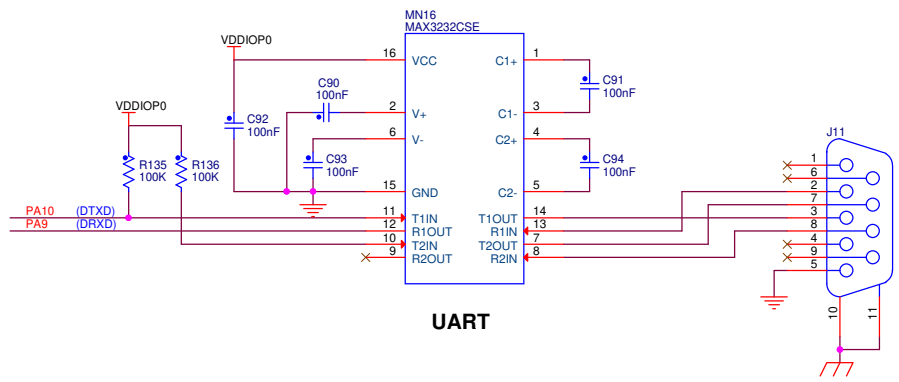 MN16
MAX3232CSE
VDDIOP0
16
VCC
C1+
1
C91
100nF
C90
100nF
VDDIOP0
2
V+
C1-
3
C92
100nF
6
V-
C2+
4
C93
100nF
C94
100nF
R135
100K
R136
100K
15
GND
C2-
5
PA10
(DTXD)
11
T1IN
T1OUT
14
PA9
(DRXD)
12
R1OUT
R1IN
13
10
T2IN
T2OUT
7
9
R2OUT
R2IN
8
J11
1
6
2
7
3
8
4
9
5
10
11
UART